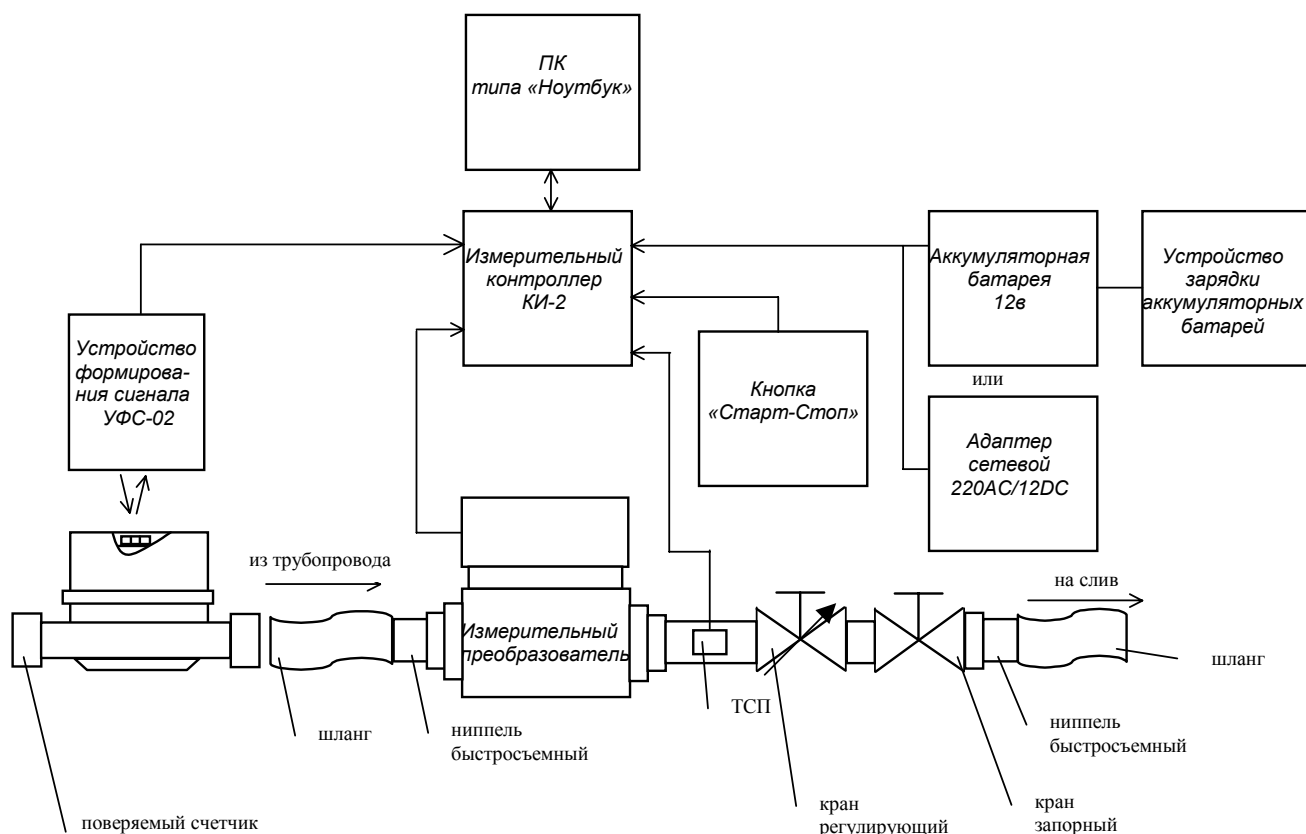 ПК
типа «Ноутбук»
Измерительный
контроллер
КИ-2
Аккумуляторная
батарея
12в
Устройство
зарядки
аккумуляторных
батарей
Устройство
формирова-
ния сигнала
УФС-02
или
Кнопка
«Старт-Стоп»
Адаптер
сетевой
220AC/12DC
из трубопровода
на слив
Измерительный
преобразователь
шланг
ТСП
шланг
ниппель
быстросъемный
ниппель
быстросъемный
поверяемый счетчик
кран
регулирующий
кран
запорный